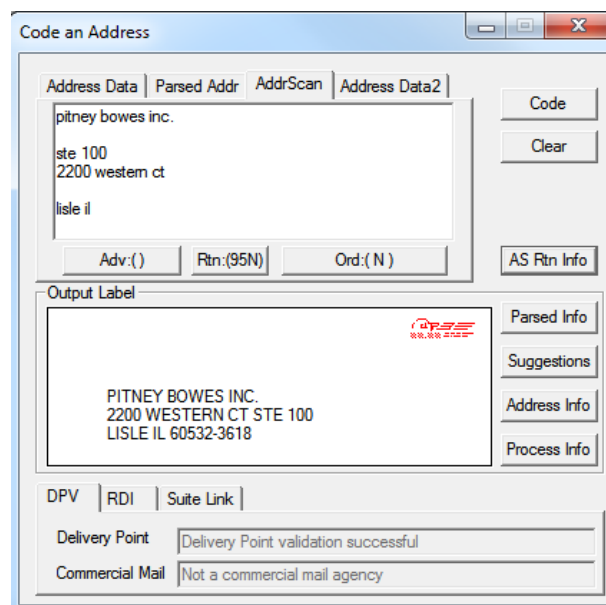 Code an Address
Address Data Parsed Addr AddrScan Address Data2
pitney bowes inc.
ste 100
2200 western ct
lisle il
Code
Clear
Adv:( ) Rtn:(95N) Ord:( N ) AS Rtn Info
Output Label
PITNEY BOWES INC.
2200 WESTERN CT STE 100
LISLE IL 60532-3618
Parsed Info
Suggestions
Address Info
Process Info
DPV RDI Suite Link
Delivery Point Delivery Point validation successful
Commercial Mail Not a commercial mail agency